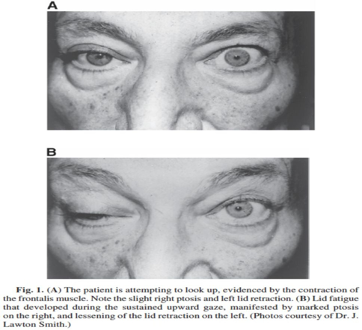 A
B
Fig. 1. (A) The patient is attempting to look up, evidenced by the contraction of
the frontalis muscle. Note the slight right ptosis and left lid retraction. (B) Lid fatigue
that developed during the sustained upward gaze, manifested by marked ptosis
on the right, and lessening of the lid retraction on the left. (Photos courtesy of Dr. J.
Lawton Smith.)